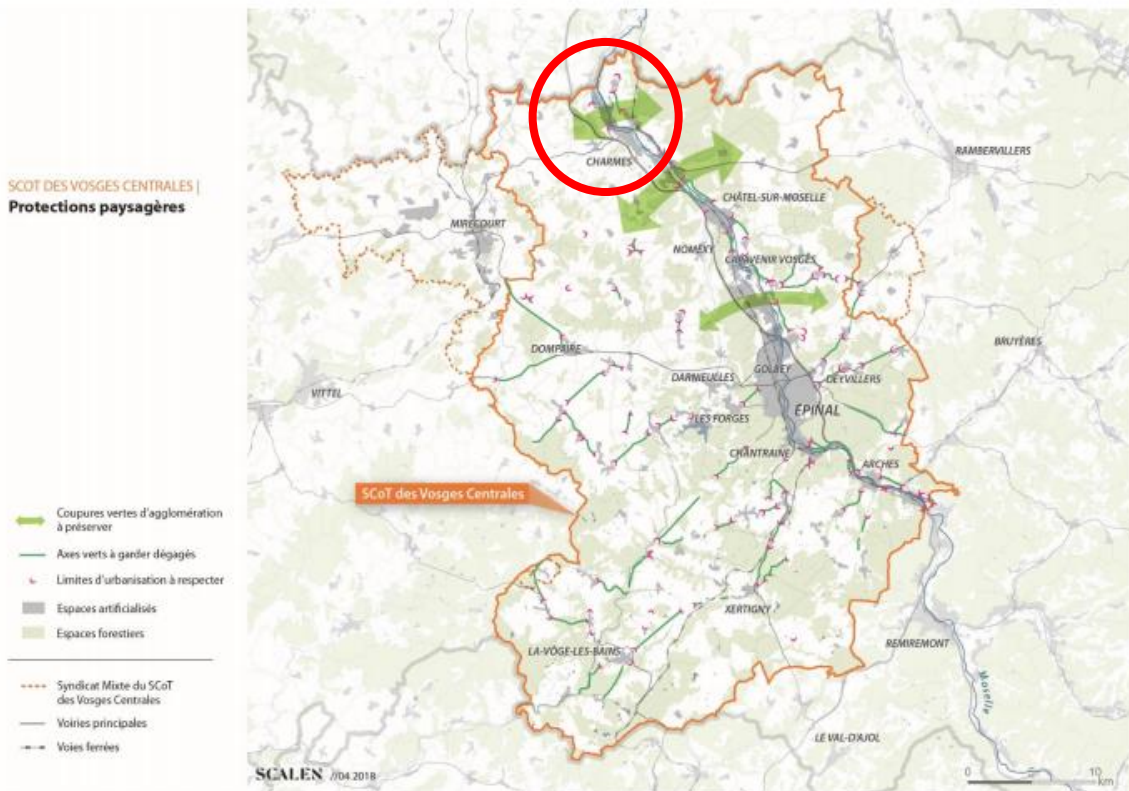 SCOT DES VOSGES CENTRALES |
Protections paysagères
Coupures vertes d'agglomération
à préserver
Axes verts à garder dégagés
Limites d'urbanisation à respecter
Espaces artificialisés
Espaces forestiers
Syndicat Mixte du SCoT
des Vosges Centrales
Voiries principales
Voies ferrées
CHARMES
RAMBERVILLERS
CHÂTEL-SUR-MOSELLE
MIRECOURT
NOMÉXY
CAPAVENIR VOSGES
BRUYÈRES
DOMPAIRE
GOLBEY
DARNIEULLES
DEYVILLERS
VITTEL
ÉPINAL
LES FORGES
CHANTRAINE
ARCHES
SCoT des Vosges Centrales
XERTIGNY
REMIREMONT
LA-VÔGE-LES-BAINS
Moselle
LE VAL-D'AJOL
SCALEN //04 2018
0 5 10
km